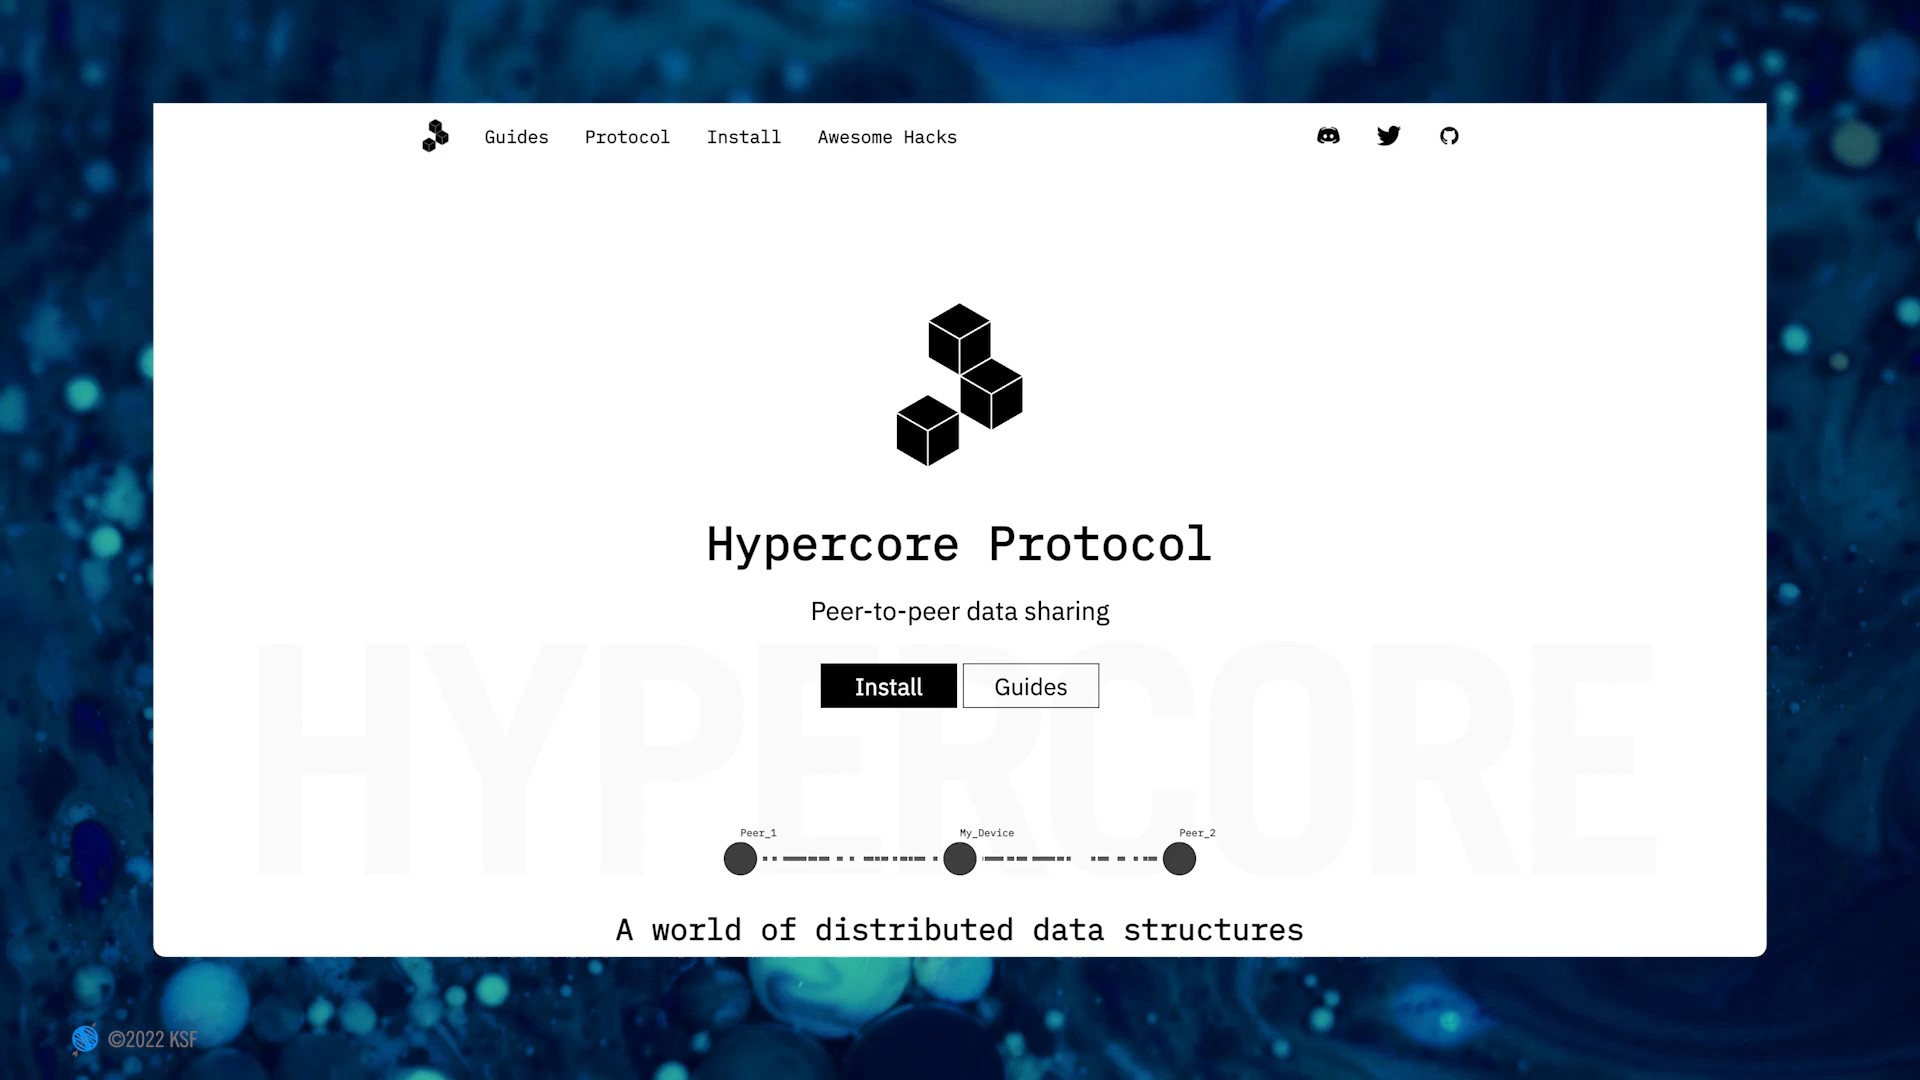 Guides Protocol Install Awesome Hacks
Hypercore Protocol
Peer-to-peer data sharing
HYPERCORE
Install Guides
Peer_1 My_Device Peer_2
A world of distributed data structures
©2022 KSF